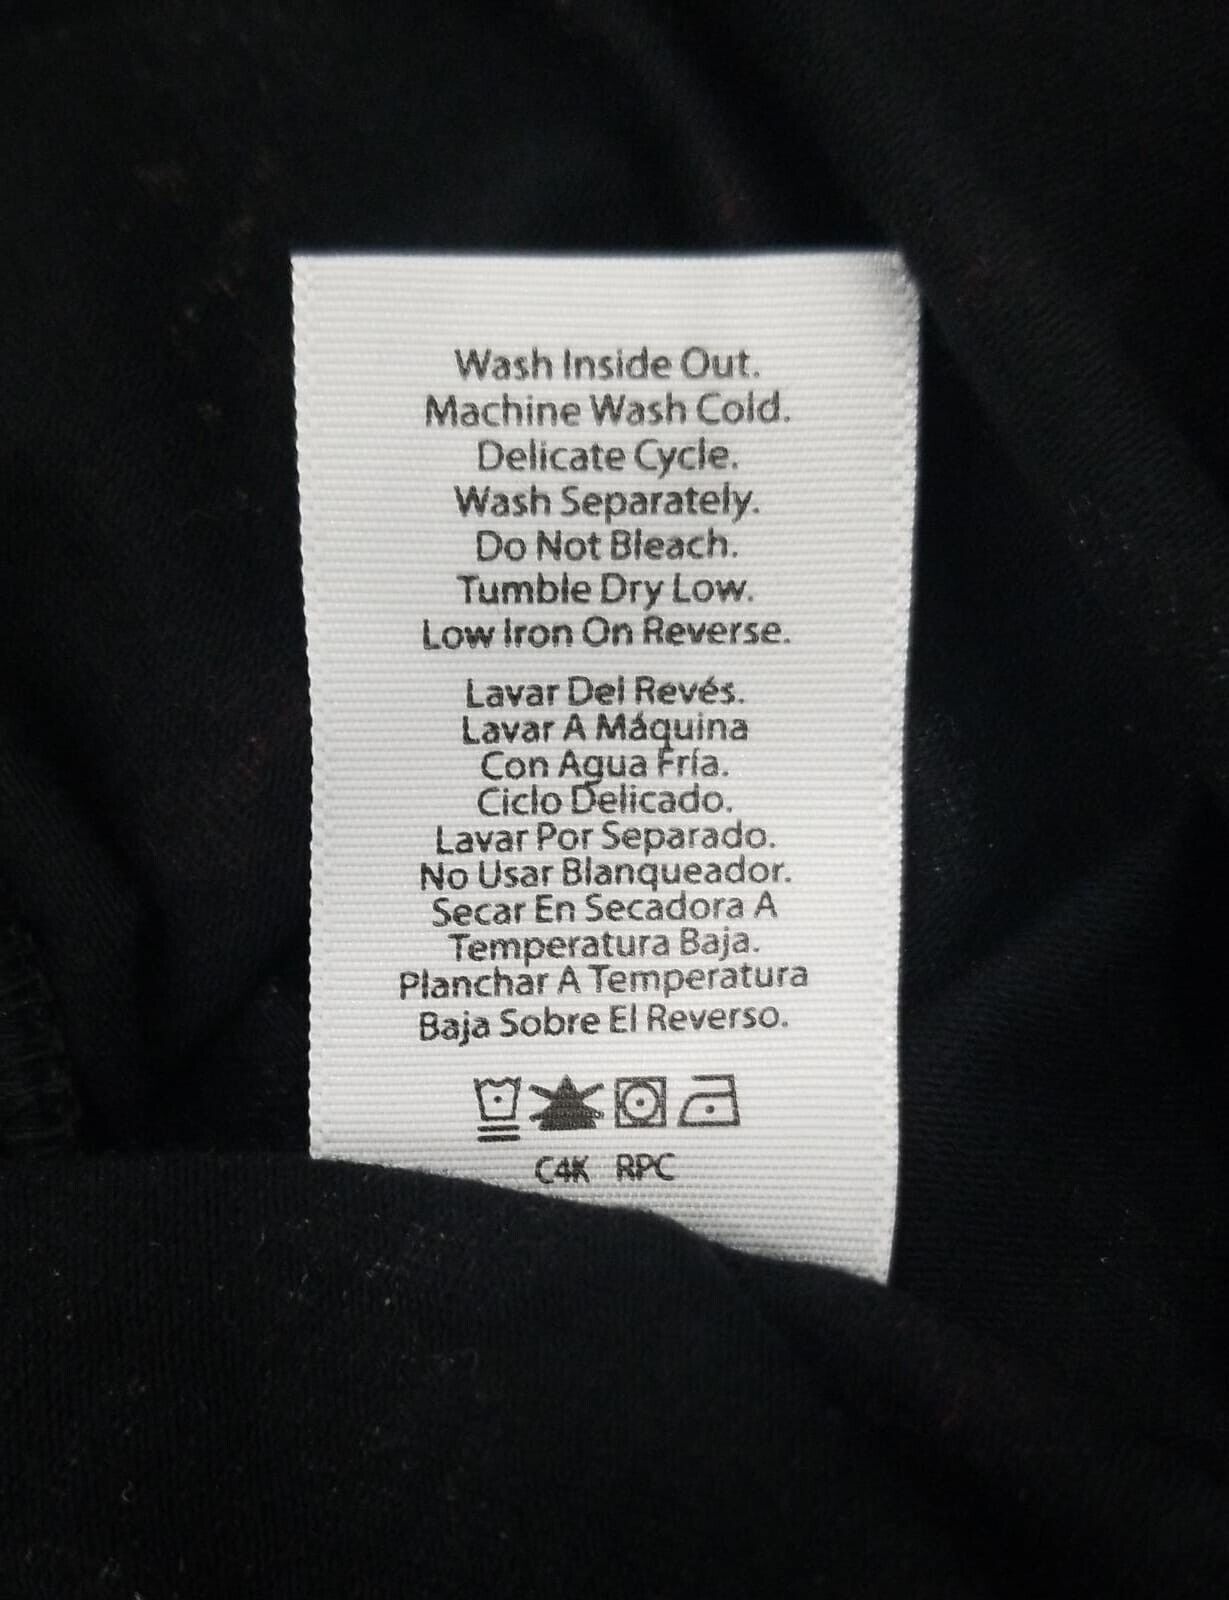 Wash Inside Out.
Machine Wash Cold.
Delicate Cycle.
Wash Separately.
Do Not Bleach.
Tumble Dry Low.
Low Iron On Reverse.
Lavar Del Revés.
Lavar A Máquina
Con Agua Fría.
Ciclo Delicado.
Lavar Por Separado.
No Usar Blanqueador.
Secar En Secadora A
Temperatura Baja.
Planchar A Temperatura
Baja Sobre El Reverso.
C4K RPC